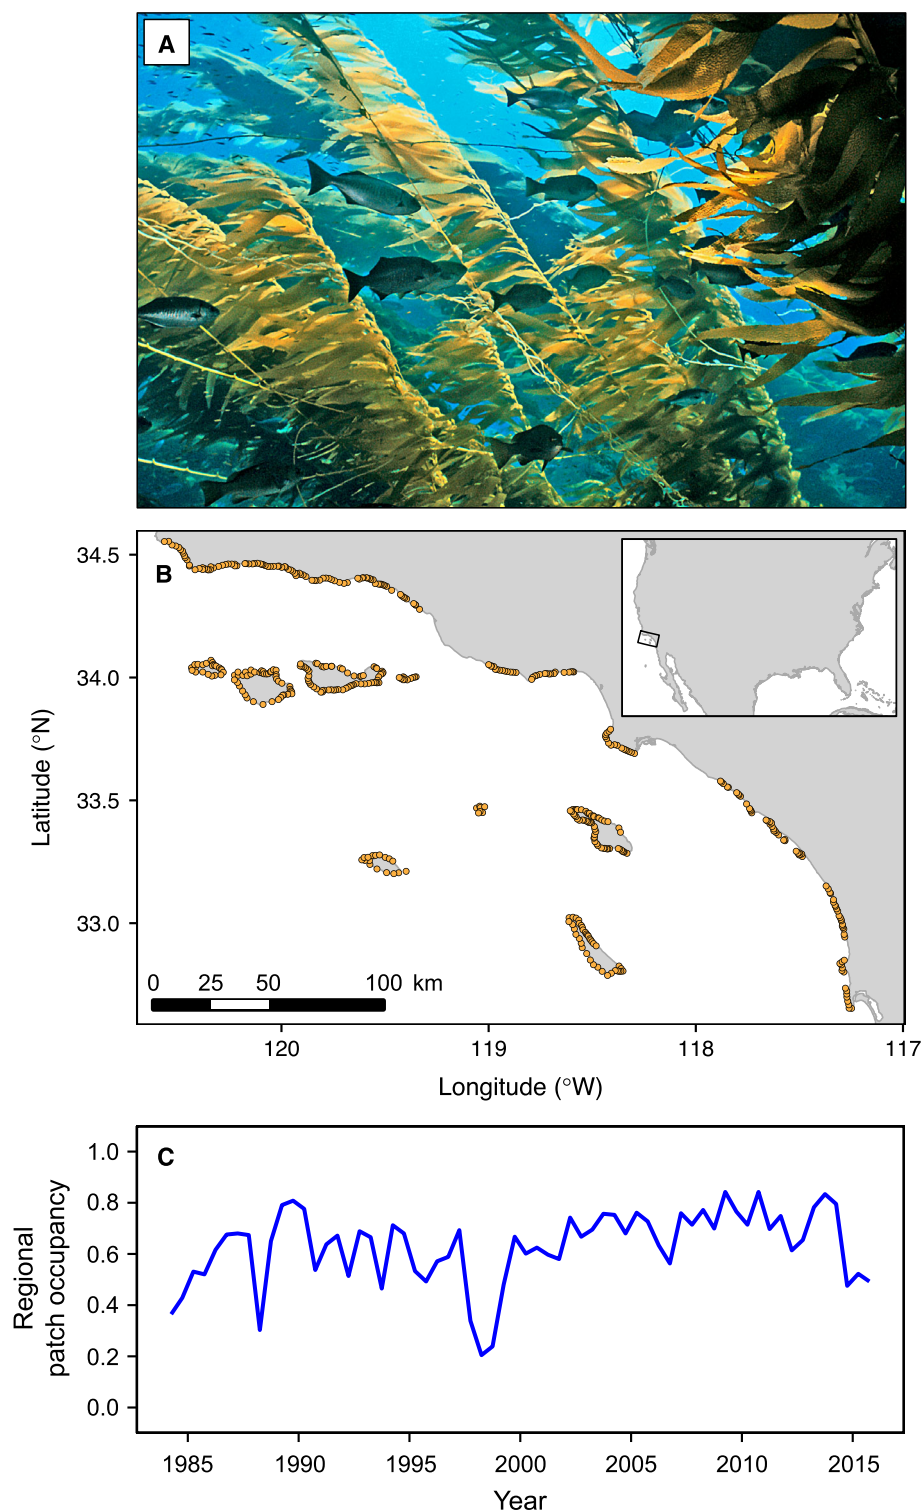 A
B
34.5
34.0
33.5
33.0
Latitude (°N)
0 25 50 100 km
120 119 118 117
Longitude (°W)
C
1.0
0.8
0.6
0.4
0.2
0.0
Regional
patch occupancy
1985 1990 1995 2000 2005 2010 2015
Year